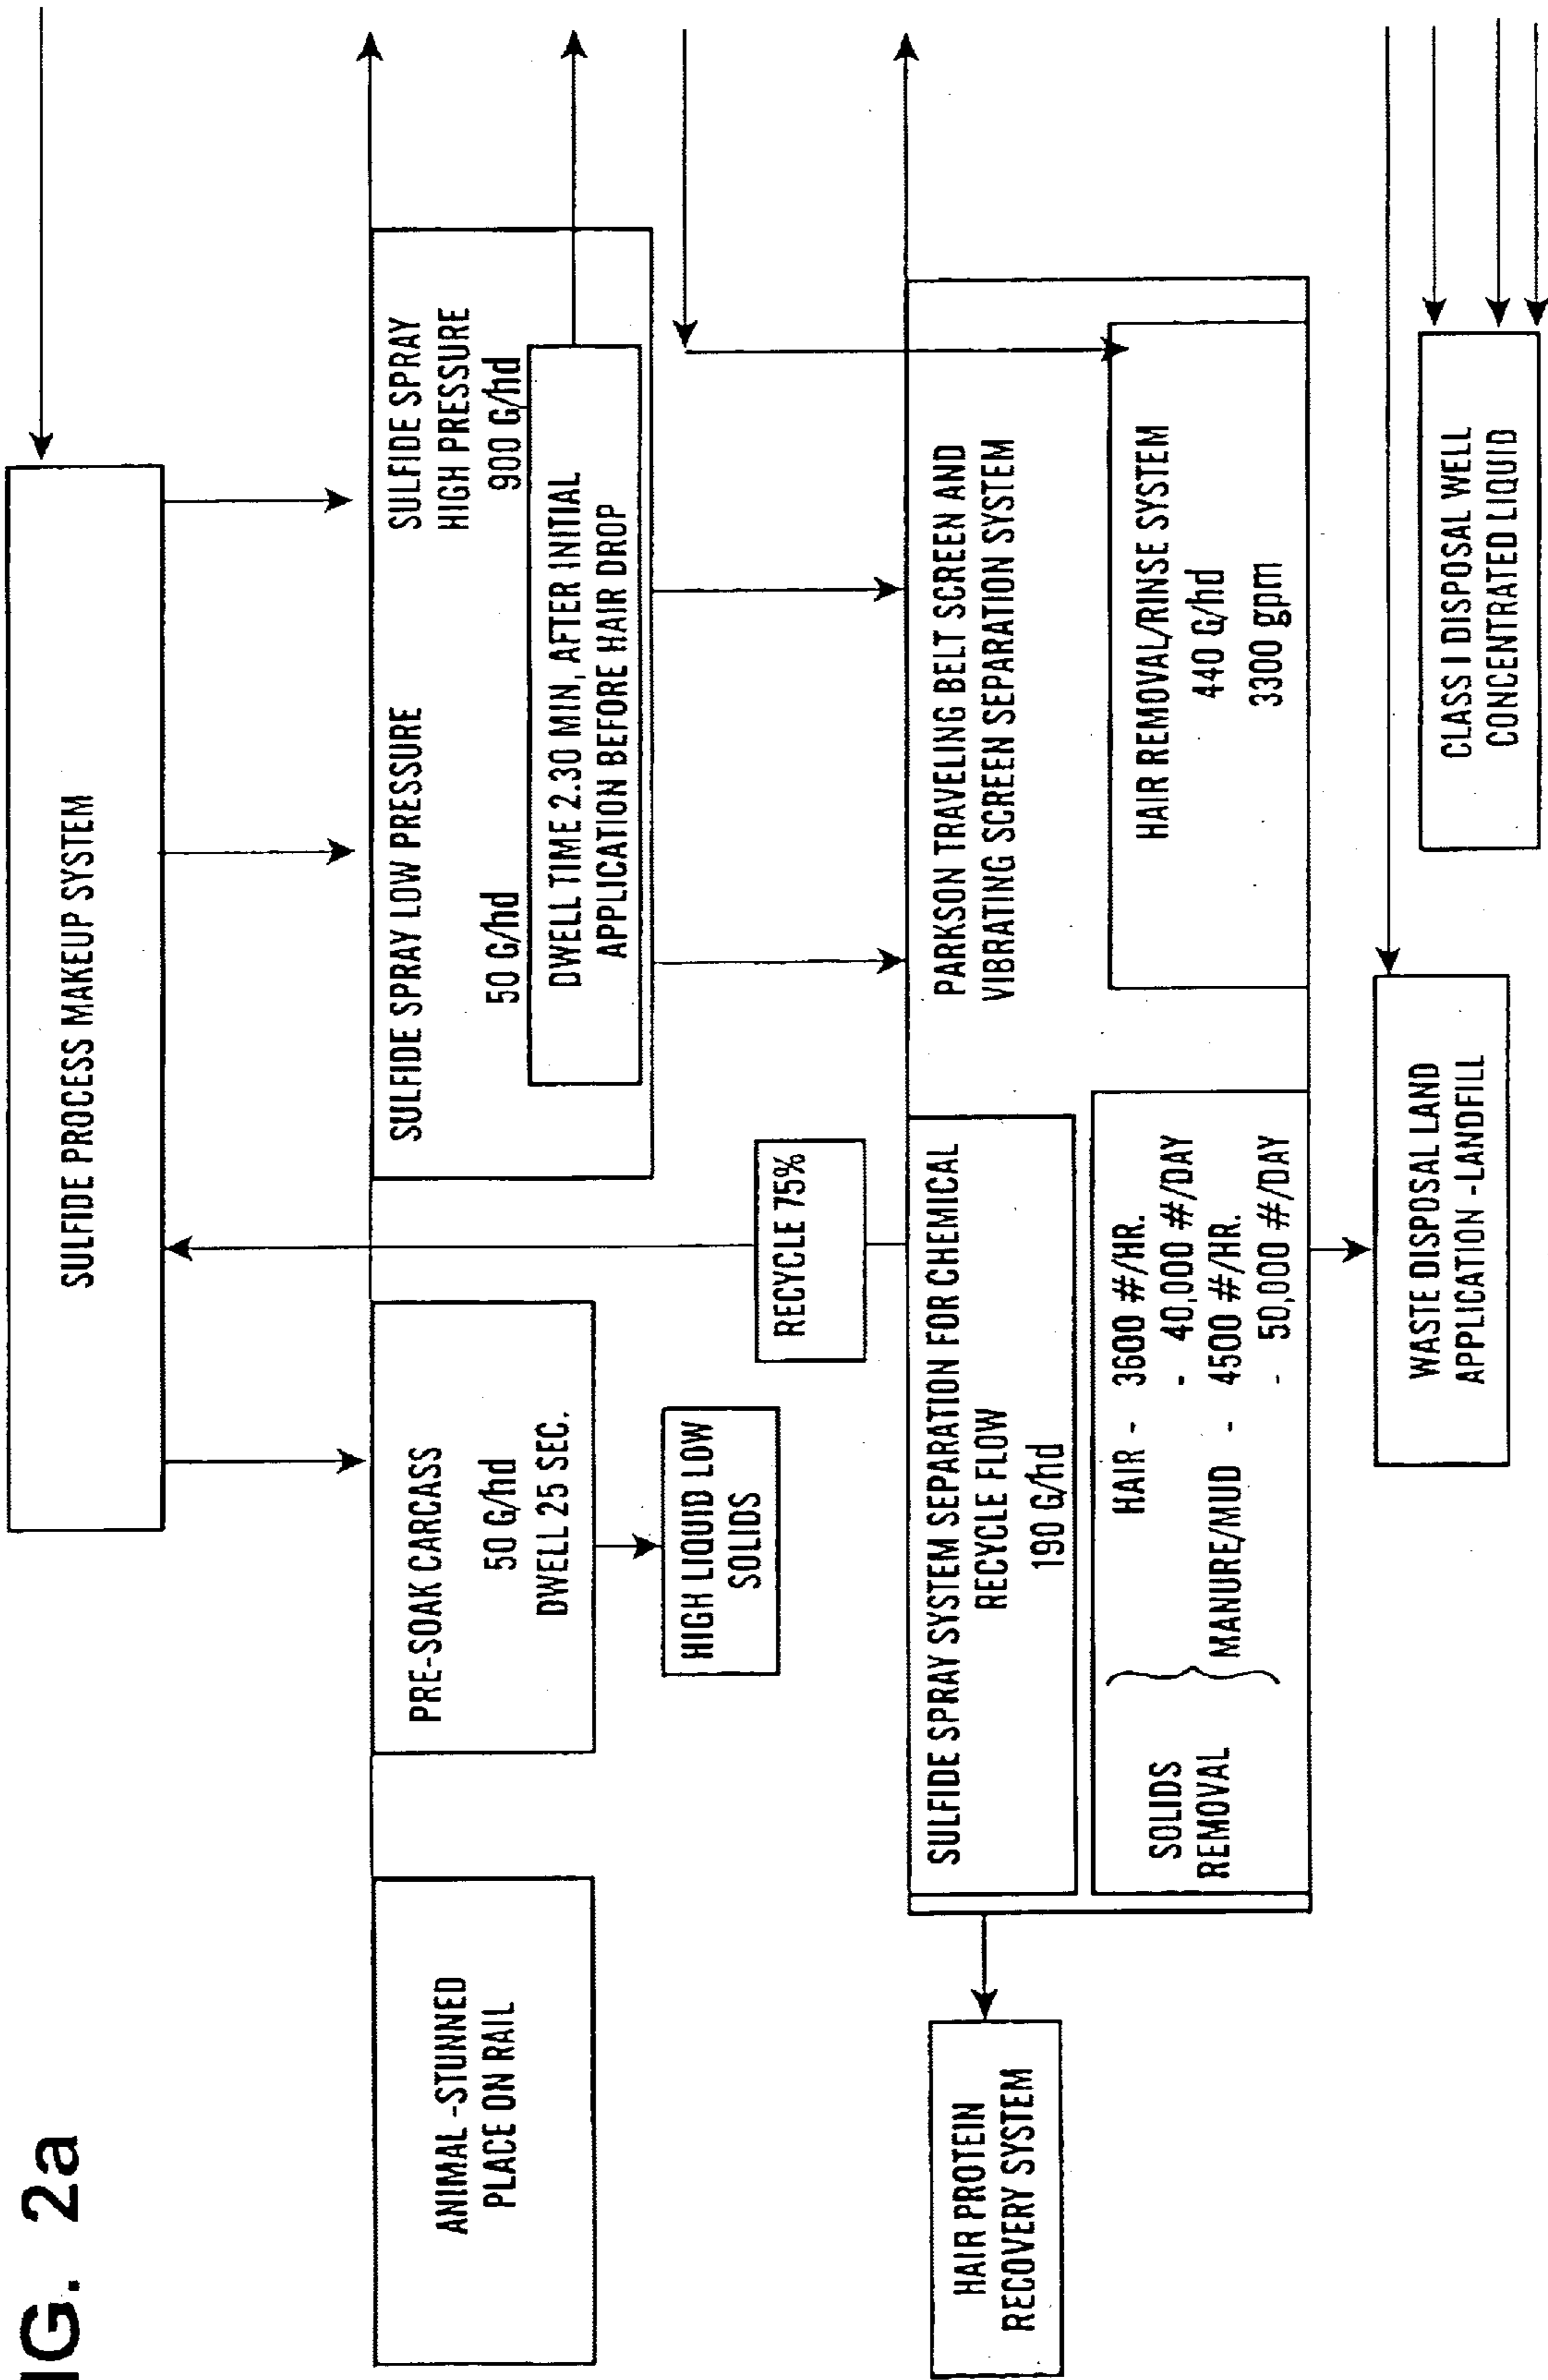 IG. 2a
SULFIDE PROCESS MAKEUP SYSTEM
ANIMAL -STUNNED
PLACE ON RAIL
PRE-SOAK CARCASS
50 G/hd
DWELL 25 SEC.
HIGH LIQUID LOW
SOLIDS
SULFIDE SPRAY LOW PRESSURE
50 G/hd
SULFIDE SPRAY
HIGH PRESSURE
900 G/hd
DWELL TIME 2.30 MIN, AFTER INITIAL
APPLICATION BEFORE HAIR DROP
RECYCLE 75%
HAIR PROTEIN
RECOVERY SYSTEM
SULFIDE SPRAY SYSTEM SEPARATION FOR CHEMICAL
RECYCLE FLOW
190 G/hd
SOLIDS
REMOVAL
HAIR - 3600 #/HR.
- 40,000 #/DAY
MANURE/MUD - 4500 #/HR.
- 50,000 #/DAY
PARKSON TRAVELING BELT SCREEN AND
VIBRATING SCREEN SEPARATION SYSTEM
HAIR REMOVAL/RINSE SYSTEM
440 G/hd
3300 gpm
WASTE DISPOSAL LAND
APPLICATION -LANDFILL
CLASS I DISPOSAL WELL
CONCENTRATED LIQUID